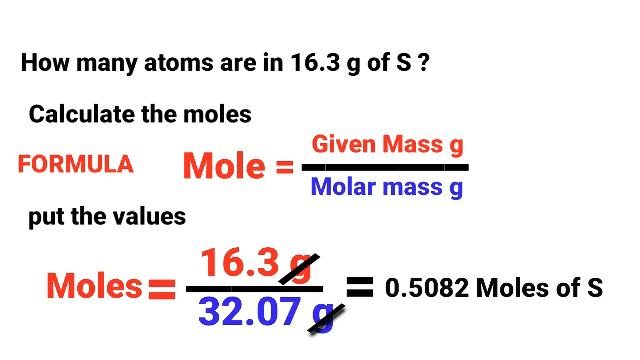 How many atoms are in 16.3 g of S ?
Calculate the moles
FORMULA Mole = Given Mass g
Molar mass g
put the values
Moles = 16.3 g = 0.5082 Moles of S
32.07 g